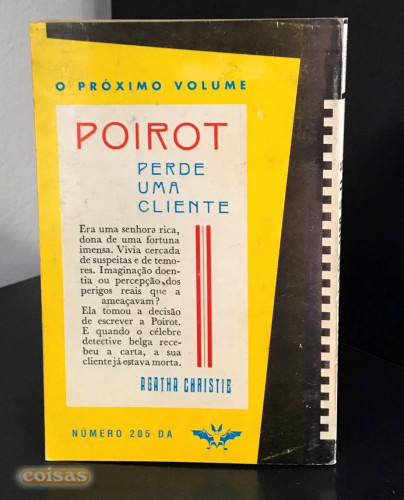 O PRÓXIMO VOLUME
POIROT
PERDE
UMA
CLIENTE
Era uma senhora rica,
dona de uma fortuna
imensa. Vivia cercada
de suspeitas e de temo-
res. Imaginação doen-
tia ou percepção dos
perigos reais que a
ameaçavam?
Ela tomou a decisão
de escrever a Poirot.
E quando o célebre
detective belga rece-
beu a carta, a sua
cliente já estava morta.
AGATHA CHRISTIE
NÚMERO 205 DA
coisas